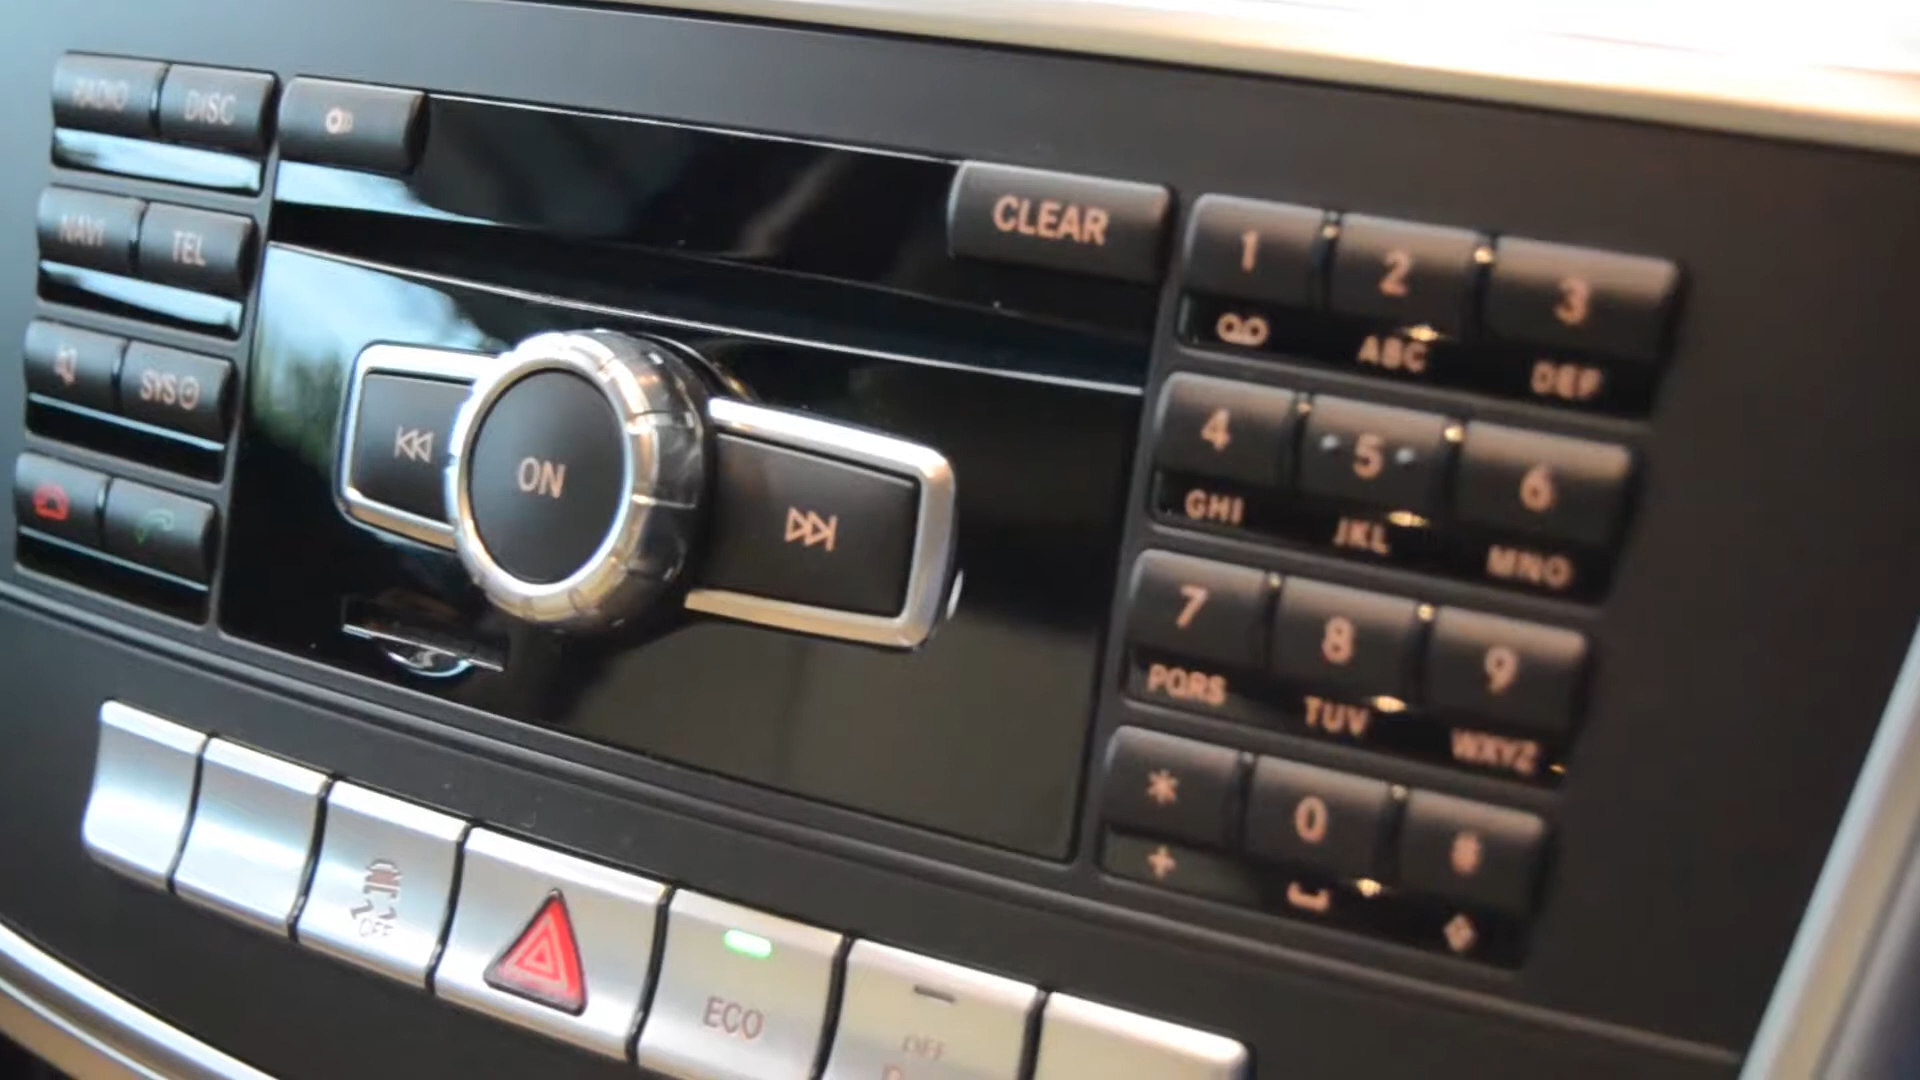 RADIO DISC
NAVI TEL
SYS
CLEAR
ON
1 2 3
ABC DEF
4 5 6
GHI JKL MNO
7 8 9
PQRS TUV WXYZ
* 0 #
+
OFF
ECO
OFF